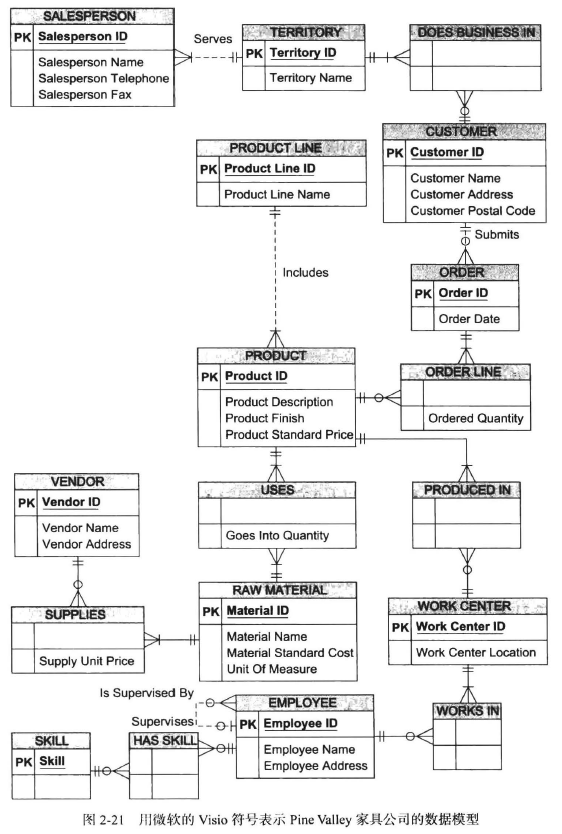 SALESPERSON
PK Salesperson ID
Salesperson Name
Salesperson Telephone
Salesperson Fax
Serves
TERRITORY
PK Territory ID
Territory Name
DOES BUSINESS IN
PRODUCT LINE
PK Product Line ID
Product Line Name
CUSTOMER
PK Customer ID
Customer Name
Customer Address
Customer Postal Code
Submits
Includes
ORDER
PK Order ID
Order Date
PRODUCT
PK Product ID
Product Description
Product Finish
Product Standard Price
ORDER LINE
Ordered Quantity
VENDOR
PK Vendor ID
Vendor Name
Vendor Address
USES
Goes Into Quantity
PRODUCED IN
SUPPLIES
Supply Unit Price
RAW MATERIAL
PK Material ID
Material Name
Material Standard Cost
Unit Of Measure
WORK CENTER
PK Work Center ID
Work Center Location
Is Supervised By
Supervises
EMPLOYEE
PK Employee ID
Employee Name
Employee Address
WORKS IN
SKILL
PK Skill
HAS SKILL
图 2-21 用微软的 Visio 符号表示 Pine Valley 家具公司的数据模型